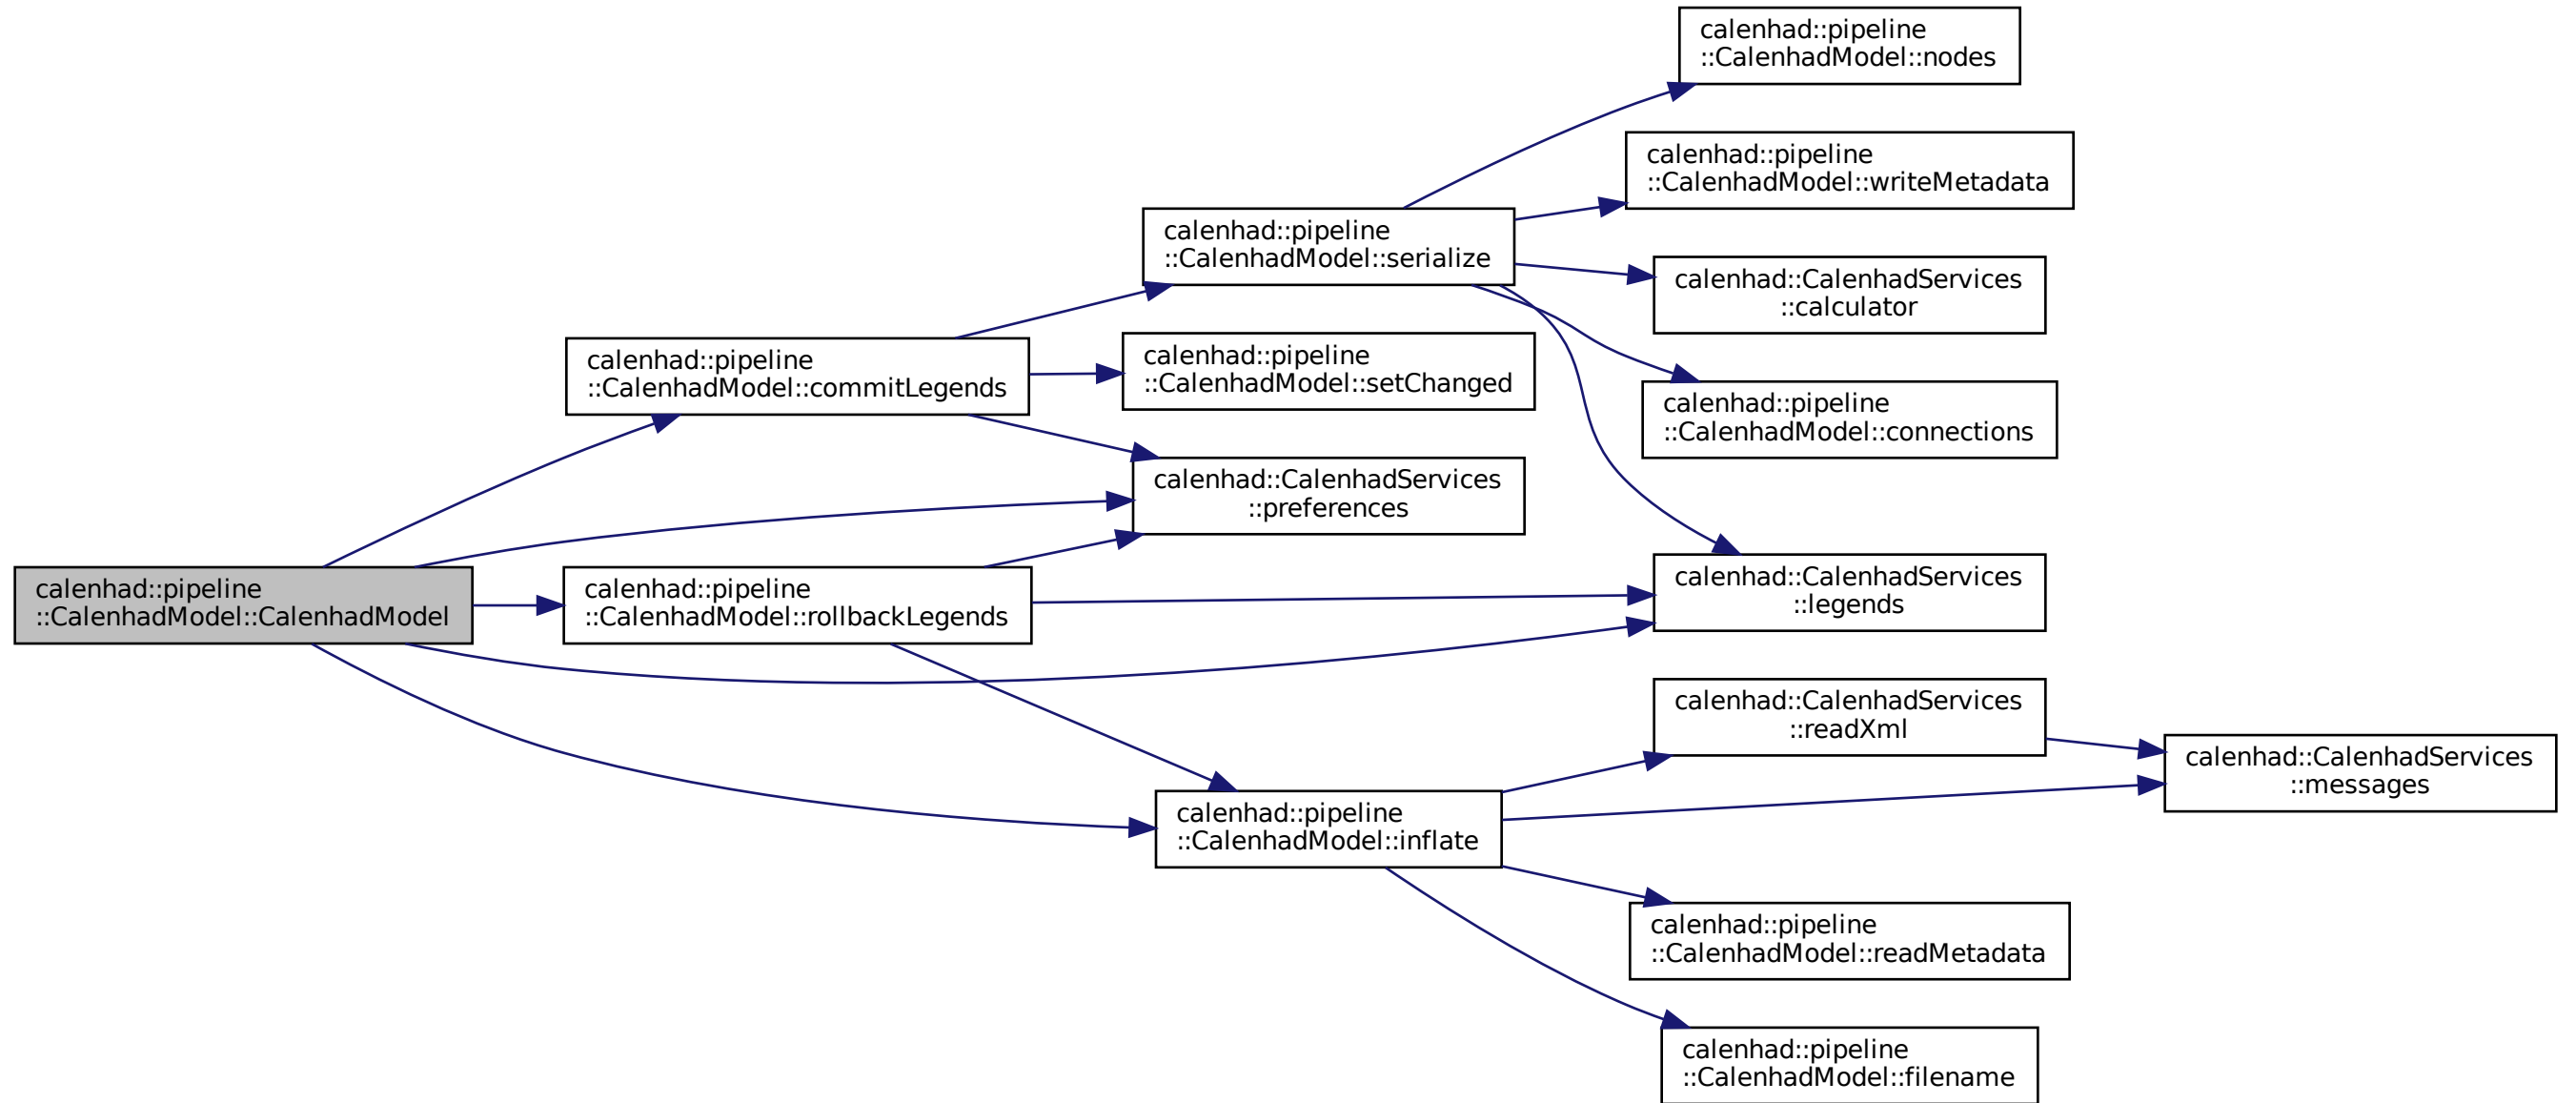 calenhad::pipeline
::CalenhadModel::nodes
calenhad::pipeline
::CalenhadModel::writeMetadata
calenhad::pipeline
::CalenhadModel::serialize
calenhad::CalenhadServices
::calculator
calenhad::pipeline
::CalenhadModel::setChanged
calenhad::pipeline
::CalenhadModel::commitLegends
calenhad::pipeline
::CalenhadModel::connections
calenhad::CalenhadServices
::preferences
calenhad::pipeline
::CalenhadModel::CalenhadModel
calenhad::pipeline
::CalenhadModel::rollbackLegends
calenhad::CalenhadServices
::legends
calenhad::CalenhadServices
::readXml
calenhad::CalenhadServices
::messages
calenhad::pipeline
::CalenhadModel::inflate
calenhad::pipeline
::CalenhadModel::readMetadata
calenhad::pipeline
::CalenhadModel::filename